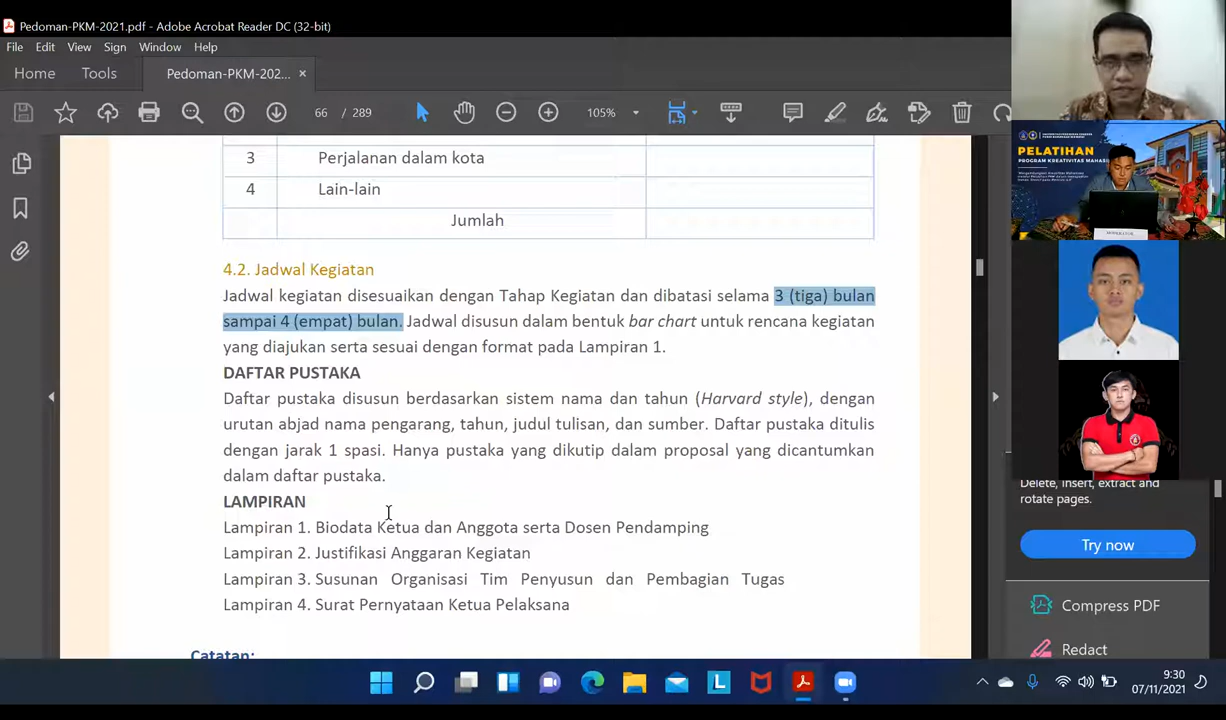 Pedoman-PKM-2021.pdf - Adobe Acrobat Reader DC (32-bit)
File Edit View Sign Window Help
Home Tools Pedoman-PKM-202... ×
66 / 289 105%
3 Perjalanan dalam kota
4 Lain-lain
Jumlah
4.2. Jadwal Kegiatan
Jadwal kegiatan disesuaikan dengan Tahap Kegiatan dan dibatasi selama 3 (tiga) bulan
sampai 4 (empat) bulan. Jadwal disusun dalam bentuk bar chart untuk rencana kegiatan
yang diajukan serta sesuai dengan format pada Lampiran 1.
DAFTAR PUSTAKA
Daftar pustaka disusun berdasarkan sistem nama dan tahun (Harvard style), dengan
urutan abjad nama pengarang, tahun, judul tulisan, dan sumber. Daftar pustaka ditulis
dengan jarak 1 spasi. Hanya pustaka yang dikutip dalam proposal yang dicantumkan
dalam daftar pustaka.
LAMPIRAN
Lampiran 1. Biodata Ketua dan Anggota serta Dosen Pendamping
Lampiran 2. Justifikasi Anggaran Kegiatan
Lampiran 3. Susunan Organisasi Tim Penyusun dan Pembagian Tugas
Lampiran 4. Surat Pernyataan Ketua Pelaksana
Catatan:
PELATIHAN
PROGRAM KREATIVITAS MAHASI
Delete, insert, extract and
rotate pages.
Try now
Compress PDF
Redact
9:30
07/11/2021